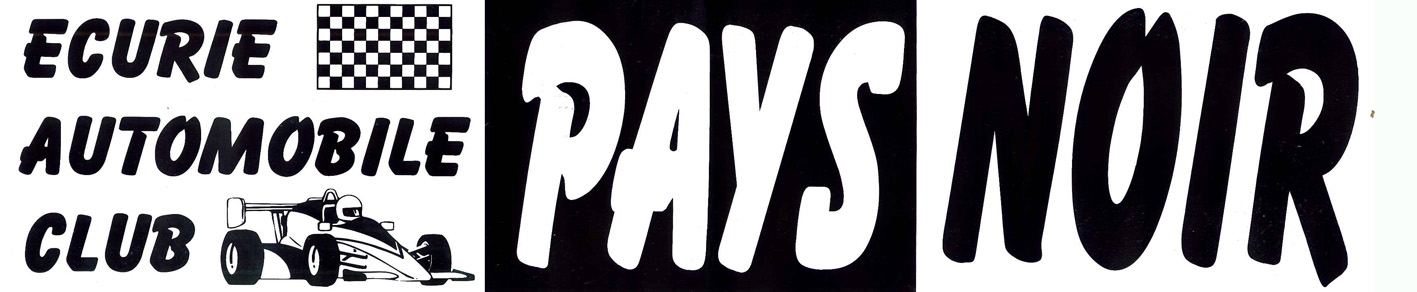 ECURIE
AUTOMOBILE
CLUB
PAYS
NOIR